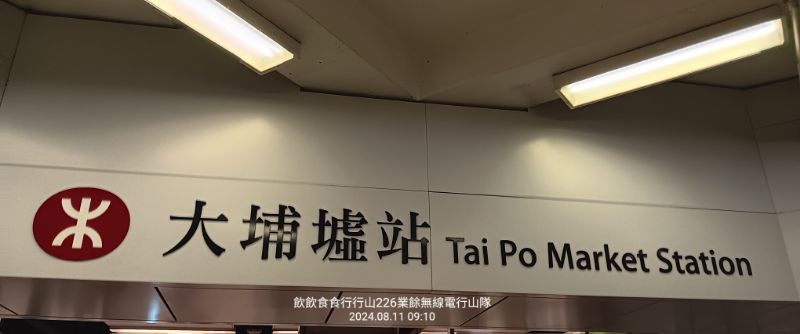 大埔墟站 Tai Po Market Station
飲飲食食行行山226業餘無線電行山隊
2024.08.11 09:10